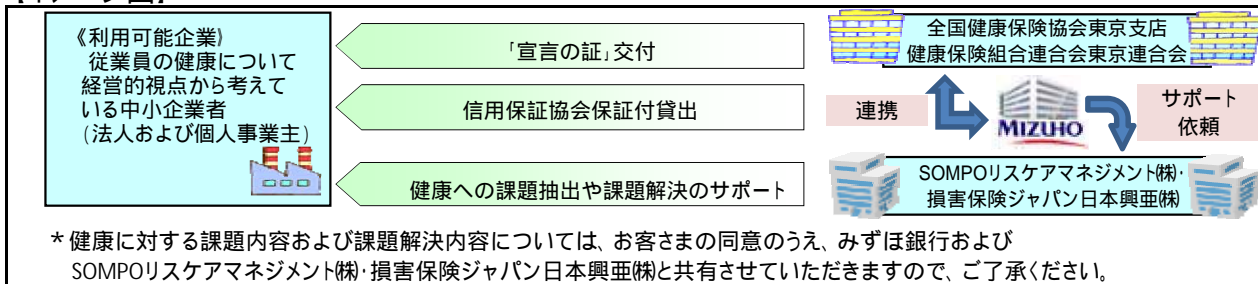 《利用可能企業》
従業員の健康について
経営的視点から考えて
いる中小企業者
(法人および個人事業主)
「宣言の証」交付
信用保証協会保証付貸出
健康への課題抽出や課題解決のサポート
全国健康保険協会東京支店
健康保険組合連合会東京連合会
連携
MIZUHO
サポート
依頼
SOMPOリスケアマネジメント㈱・
損害保険ジャパン日本興亜㈱
*健康に対する課題内容および課題解決内容については、お客さまの同意のうえ、みずほ銀行および
SOMPOリスケアマネジメント㈱・損害保険ジャパン日本興亜㈱と共有させていただきますので、ご了承ください。